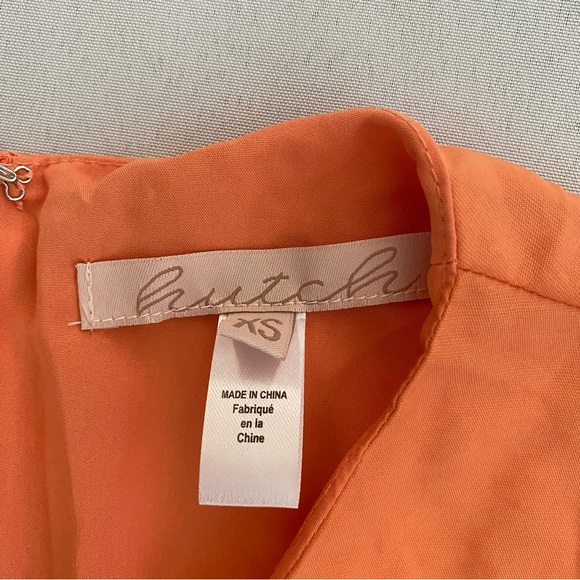 hutch
XS
MADE IN CHINA
Fabriqué
en la
Chine